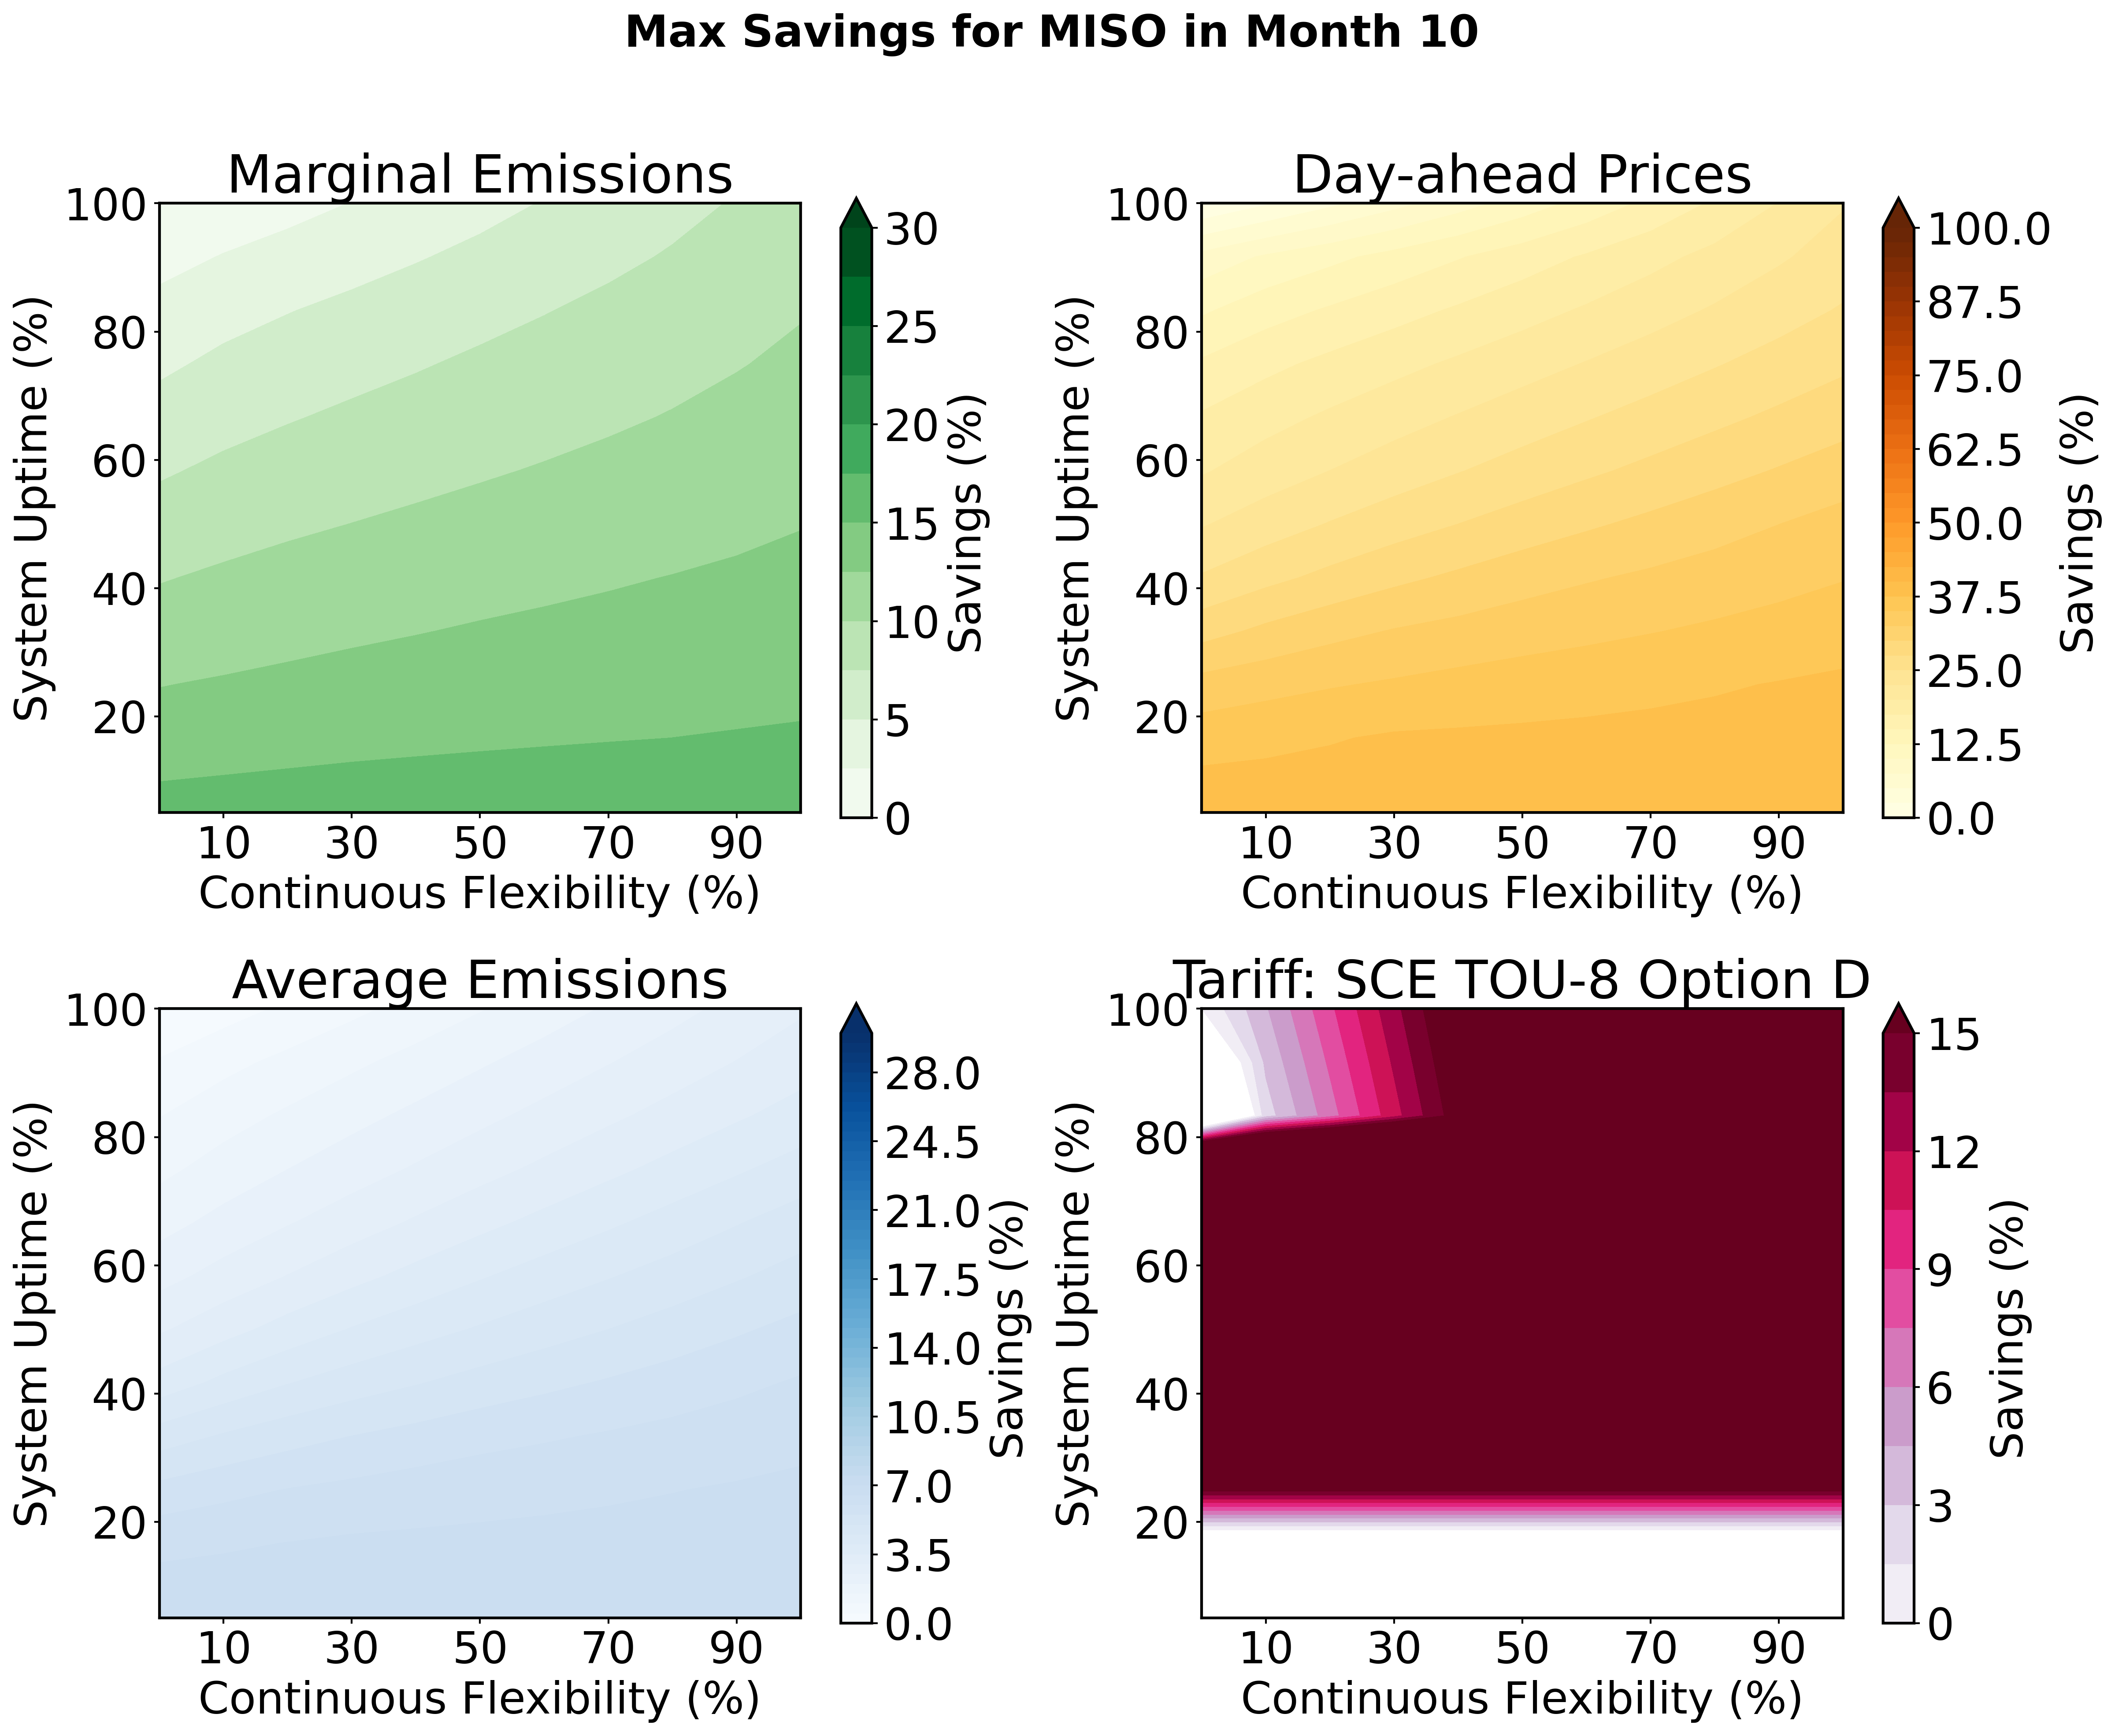 Max Savings for MISO in Month 10
Marginal Emissions
100
80
60
40
20
System Uptime (%)
10 30 50 70 90
Continuous Flexibility (%)
30
25
20
15
10
5
0
Savings (%)
Day-ahead Prices
100
80
60
40
20
System Uptime (%)
10 30 50 70 90
Continuous Flexibility (%)
100.0
87.5
75.0
62.5
50.0
37.5
25.0
12.5
0.0
Savings (%)
Average Emissions
100
80
60
40
20
System Uptime (%)
10 30 50 70 90
Continuous Flexibility (%)
28.0
24.5
21.0
17.5
14.0
10.5
7.0
3.5
0.0
Savings (%)
Tariff: SCE TOU-8 Option D
100
80
60
40
20
System Uptime (%)
10 30 50 70 90
Continuous Flexibility (%)
15
12
9
6
3
0
Savings (%)